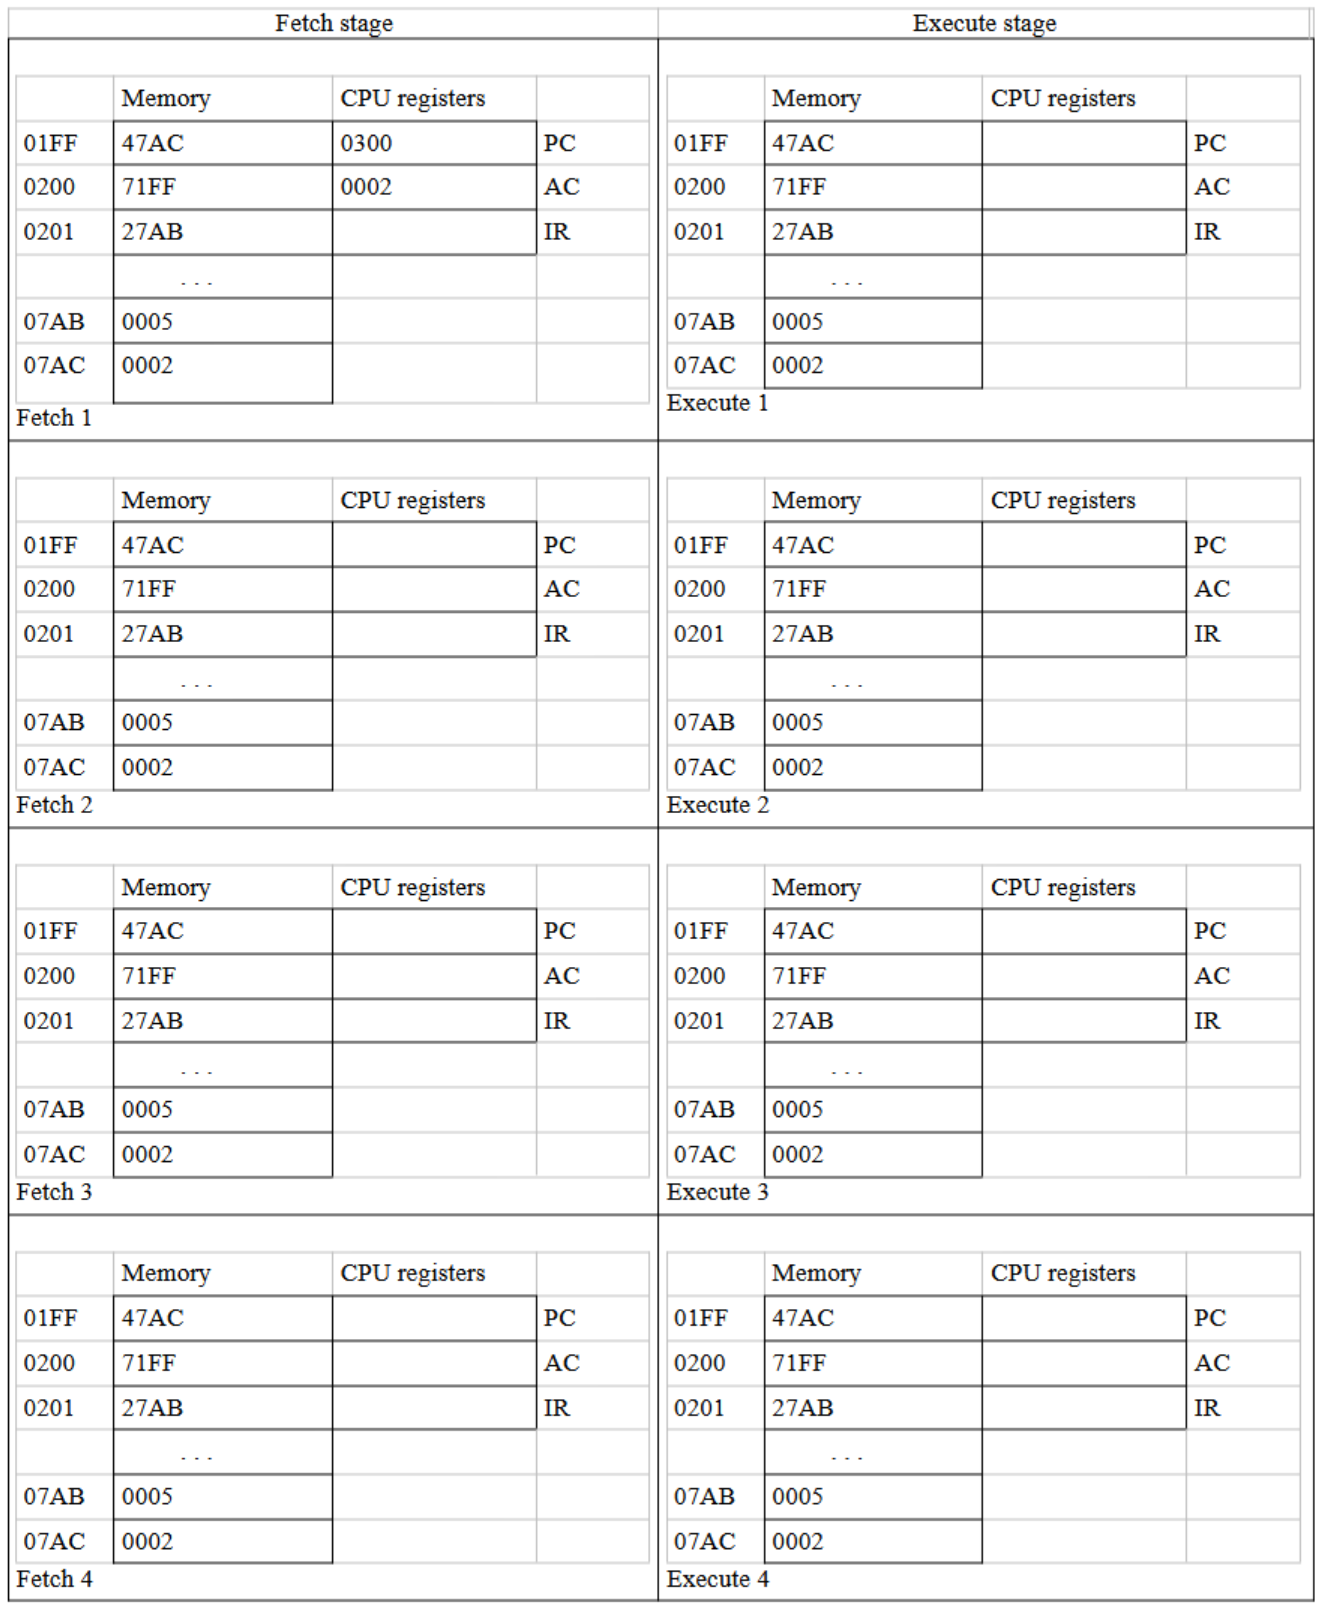 Fetch stage Execute stage
Memory CPU registers Memory CPU registers
01FF 47AC 0300 PC 01FF 47AC PC
0200 71FF 0002 AC 0200 71FF AC
0201 27AB IR 0201 27AB IR
... ...
07AB 0005 07AB 0005
07AC 0002 07AC 0002
Fetch 1 Execute 1
Memory CPU registers Memory CPU registers
01FF 47AC PC 01FF 47AC PC
0200 71FF AC 0200 71FF AC
0201 27AB IR 0201 27AB IR
... ...
07AB 0005 07AB 0005
07AC 0002 07AC 0002
Fetch 2 Execute 2
Memory CPU registers Memory CPU registers
01FF 47AC PC 01FF 47AC PC
0200 71FF AC 0200 71FF AC
0201 27AB IR 0201 27AB IR
... ...
07AB 0005 07AB 0005
07AC 0002 07AC 0002
Fetch 3 Execute 3
Memory CPU registers Memory CPU registers
01FF 47AC PC 01FF 47AC PC
0200 71FF AC 0200 71FF AC
0201 27AB IR 0201 27AB IR
... ...
07AB 0005 07AB 0005
07AC 0002 07AC 0002
Fetch 4 Execute 4